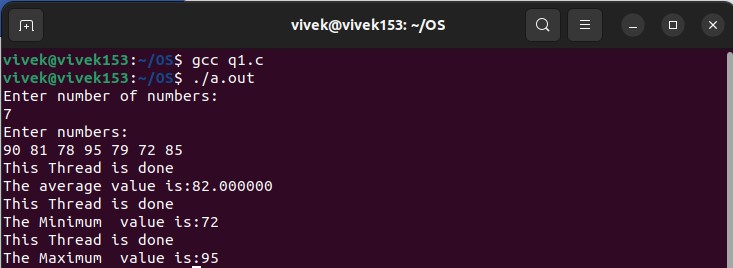 vivek@vivek153: ~/OS
vivek@vivek153:~/OS$ gcc q1.c
vivek@vivek153:~/OS$ ./a.out
Enter number of numbers:
7
Enter numbers:
90 81 78 95 79 72 85
This Thread is done
The average value is:82.000000
This Thread is done
The Minimum  value is:72
This Thread is done
The Maximum  value is:95